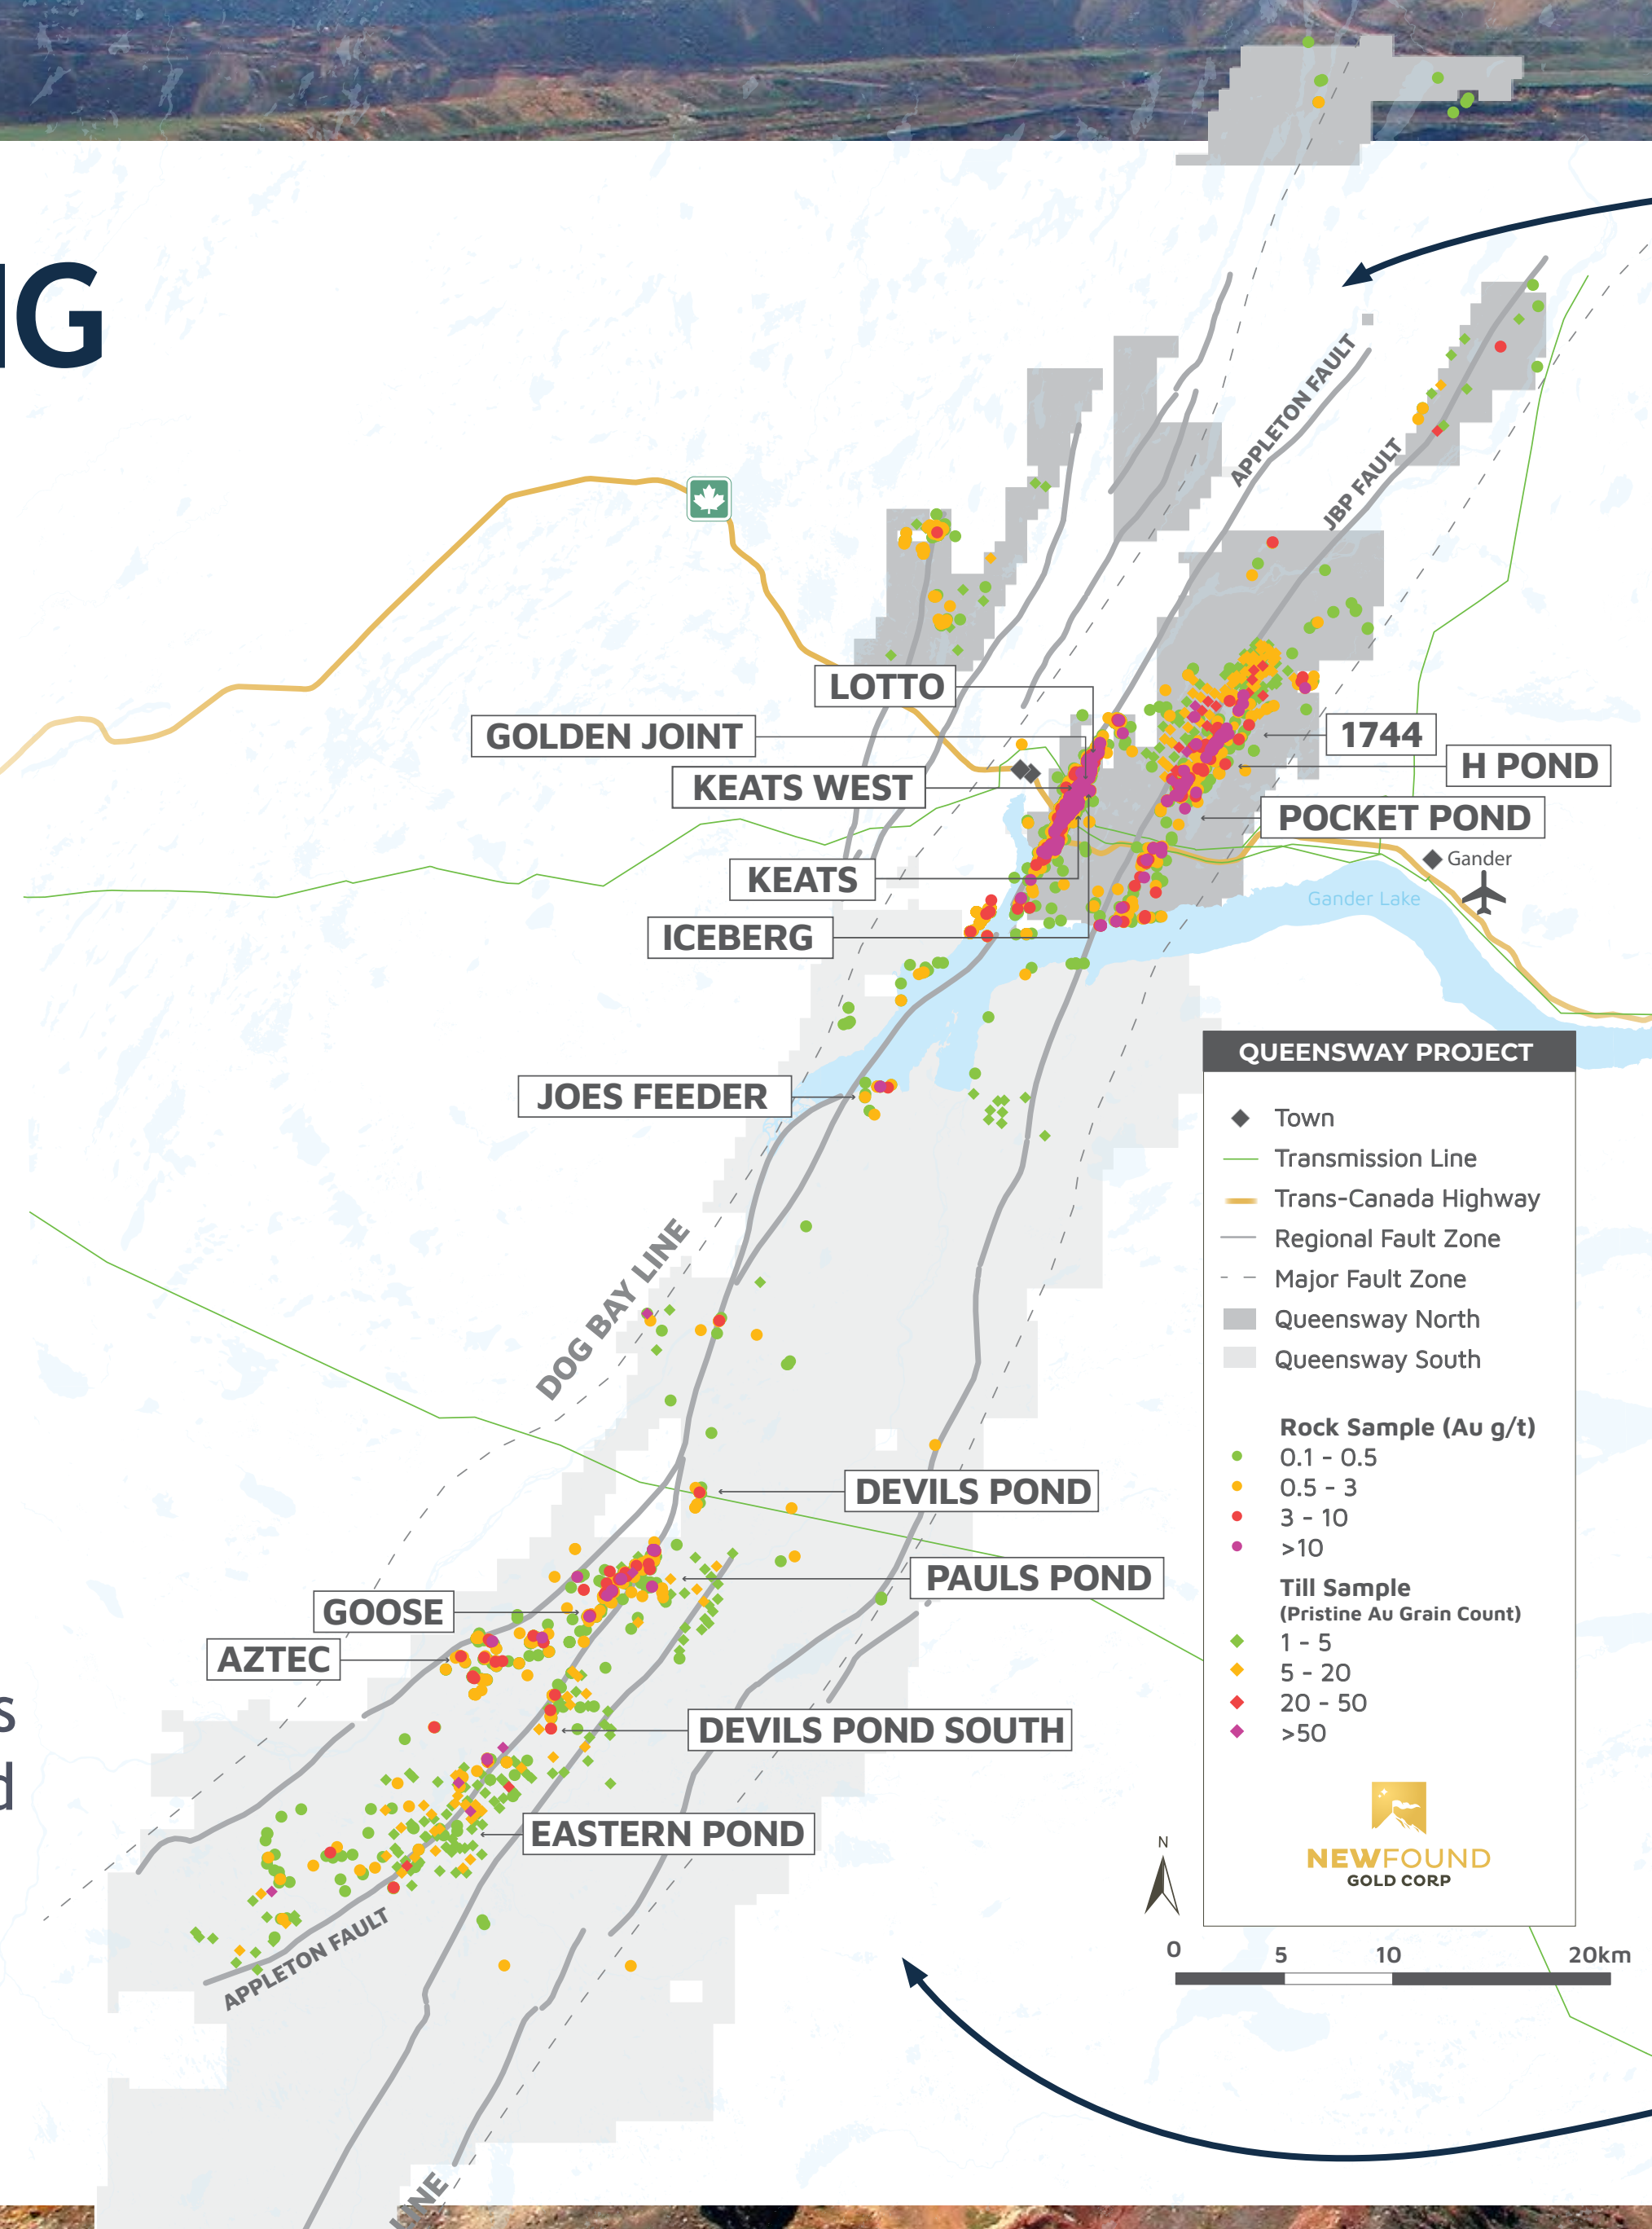 NG
APPLETON FAULT
JBP FAULT
LOTTO
GOLDEN JOINT
1744
KEATS WEST
H POND
POCKET POND
Gander
KEATS
Gander Lake
ICEBERG
JOES FEEDER
DOG BAY LINE
DEVILS POND
PAULS POND
GOOSE
AZTEC
s
DEVILS POND SOUTH
d
EASTERN POND
APPLETON FAULT
LINE
QUEENSWAY PROJECT
Town
Transmission Line
Trans-Canada Highway
Regional Fault Zone
Major Fault Zone
Queensway North
Queensway South
Rock Sample (Au g/t)
0.1 - 0.5
0.5 - 3
3 - 10
>10
Till Sample
(Pristine Au Grain Count)
1 - 5
5 - 20
20 - 50
>50
NEWFOUND
GOLD CORP
N
0 5 10 20km